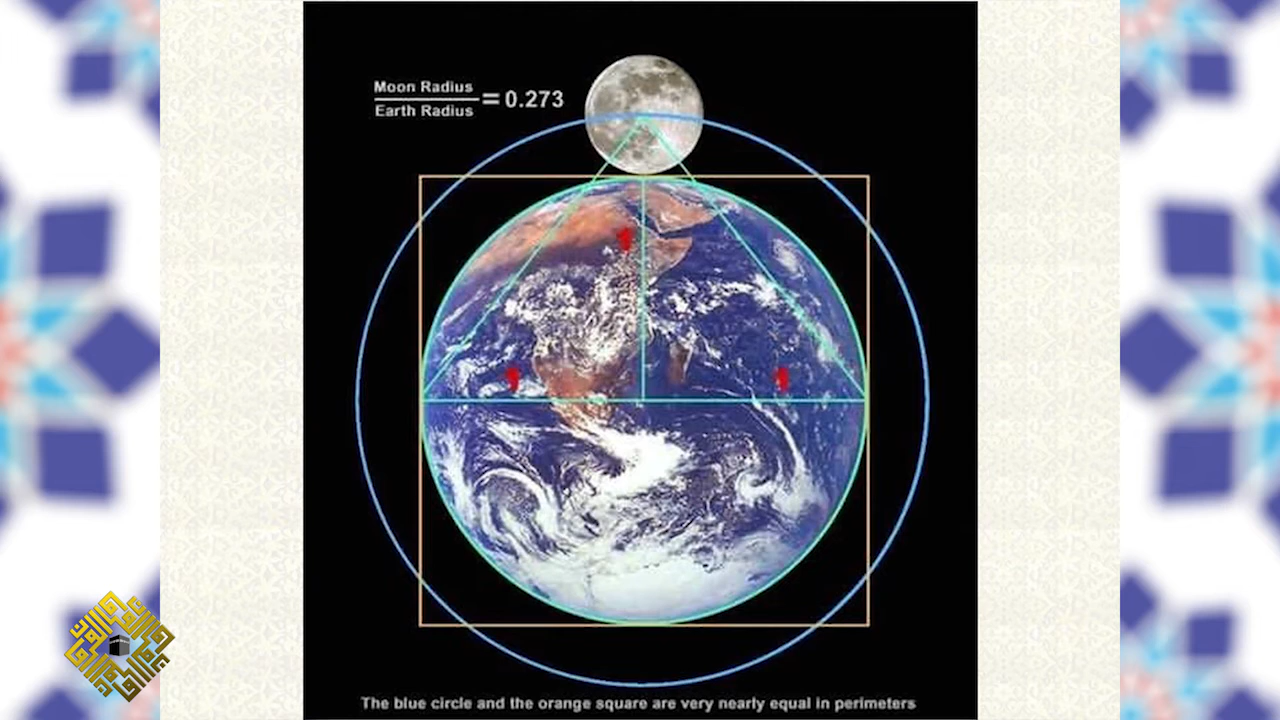 Moon Radius
Earth Radius
= 0.273
The blue circle and the orange square are very nearly equal in perimeters